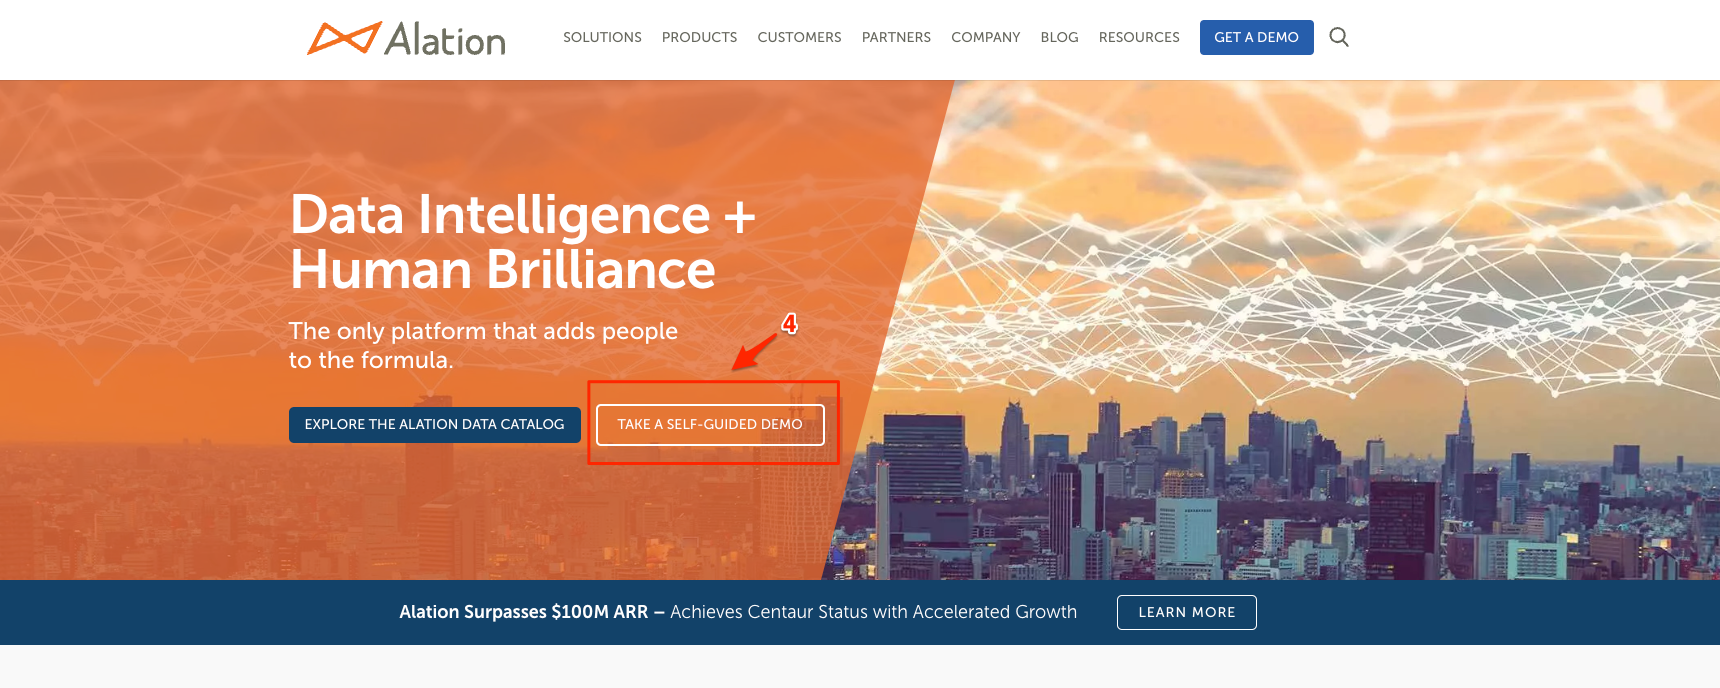 Alation
SOLUTIONS PRODUCTS CUSTOMERS PARTNERS COMPANY BLOG RESOURCES GET A DEMO
Data Intelligence +
Human Brilliance
The only platform that adds people
to the formula.
4
EXPLORE THE ALATION DATA CATALOG TAKE A SELF-GUIDED DEMO
Alation Surpasses $100M ARR – Achieves Centaur Status with Accelerated Growth LEARN MORE